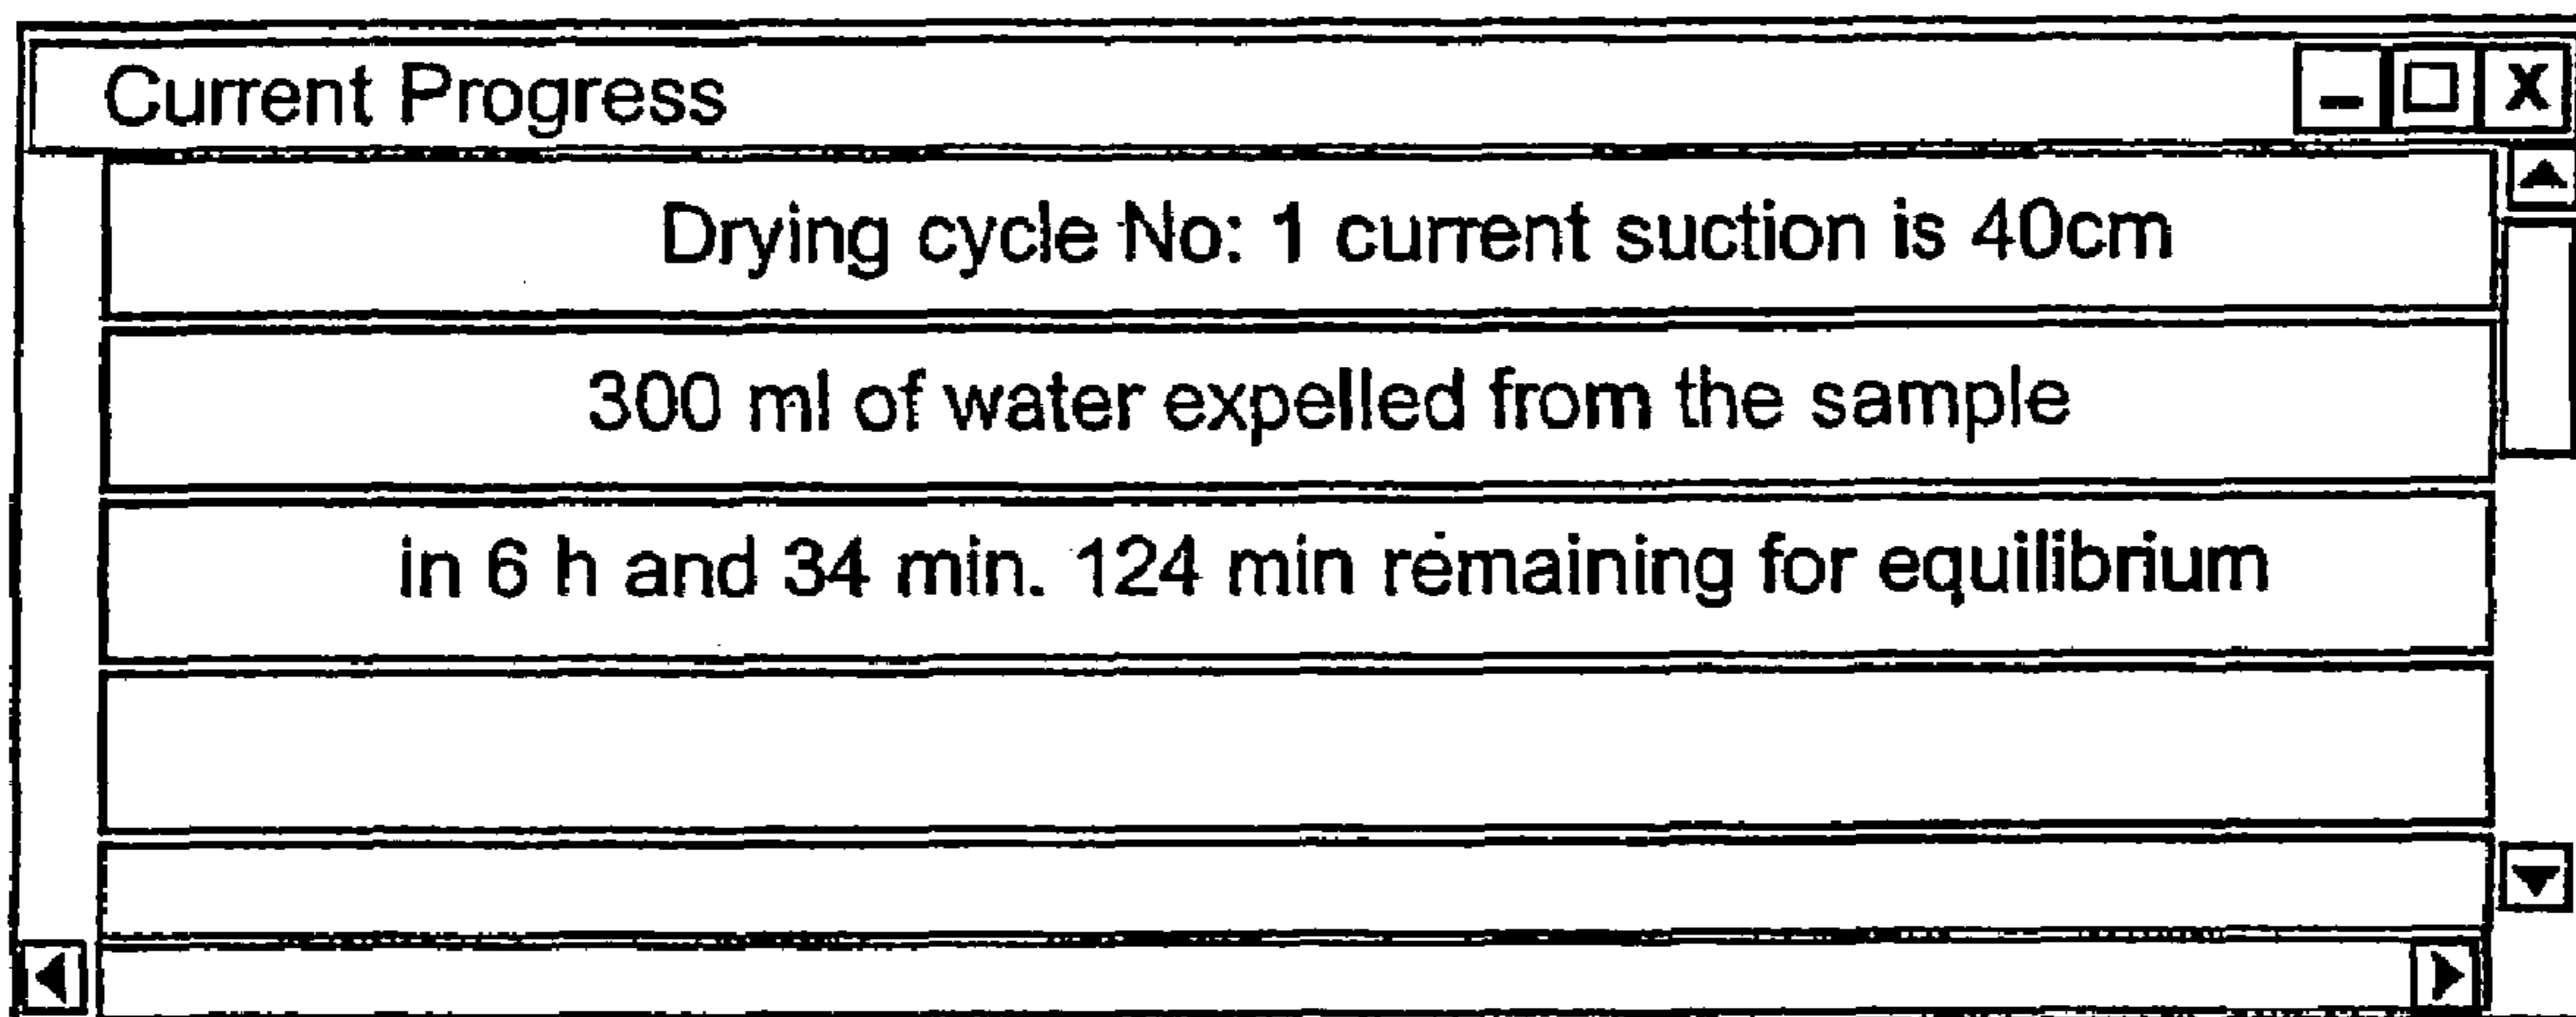 Current Progress
Drying cycle No: 1 current suction is 40cm
300 ml of water expelled from the sample
in 6 h and 34 min. 124 min remaining for equilibrium